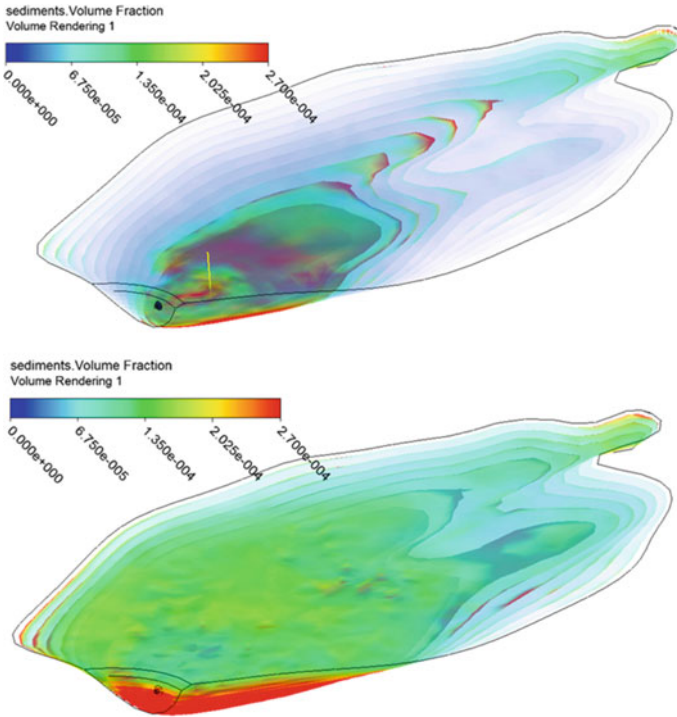 sediments.Volume Fraction
Volume Rendering 1
0.000e+000
6.750e-005
1.350e-004
2.025e-004
2.700e-004
sediments.Volume Fraction
Volume Rendering 1
0.000e+000
6.750e-005
1.350e-004
2.025e-004
2.700e-004